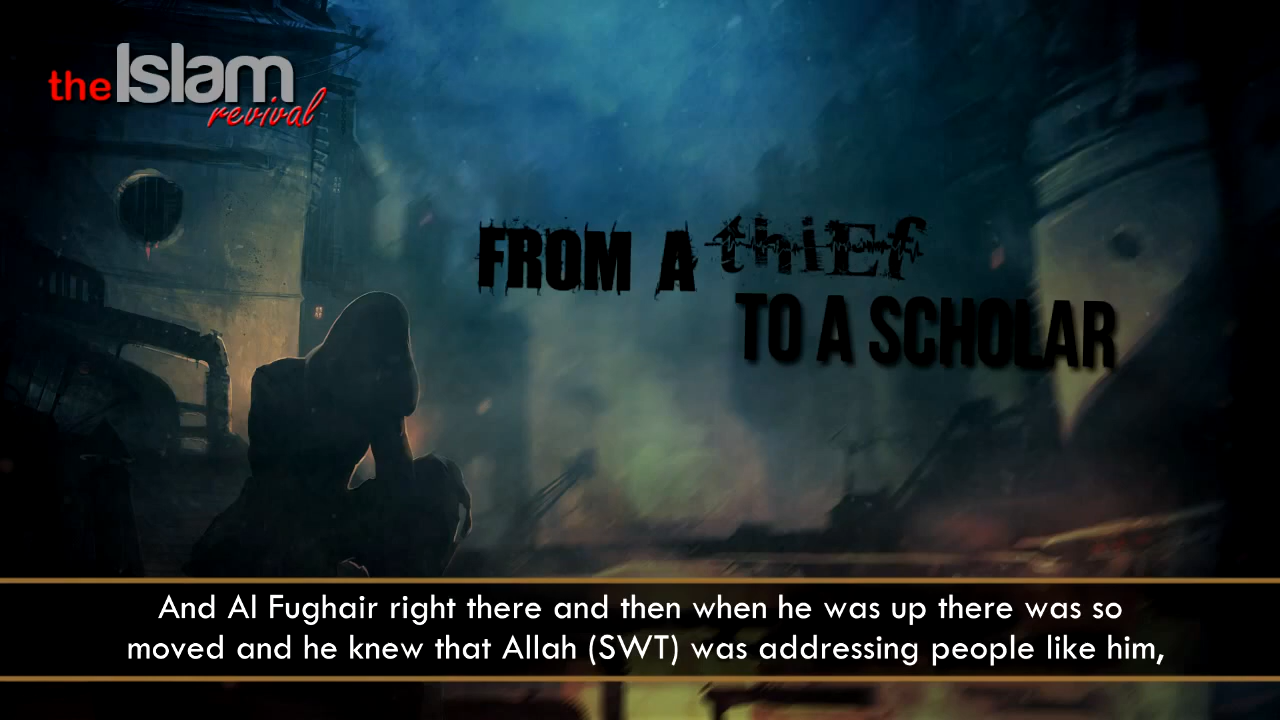 the Islam
revival
FROM A thiEf
TO A SCHOLAR
And Al Fughair right there and then when he was up there was so
moved and he knew that Allah (SWT) was addressing people like him,